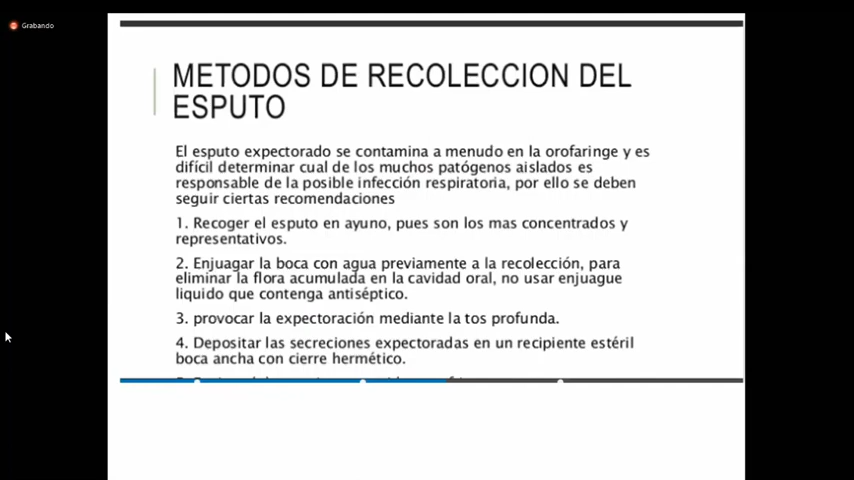 Grabando
METODOS DE RECOLECCION DEL
ESPUTO
El esputo expectorado se contamina a menudo en la orofaringe y es
difícil determinar cual de los muchos patógenos aislados es
responsable de la posible infección respiratoria, por ello se deben
seguir ciertas recomendaciones
1. Recoger el esputo en ayuno, pues son los mas concentrados y
representativos.
2. Enjuagar la boca con agua previamente a la recolección, para
eliminar la flora acumulada en la cavidad oral, no usar enjuague
liquido que contenga antiséptico.
3. provocar la expectoración mediante la tos profunda.
4. Depositar las secreciones expectoradas en un recipiente estéril
boca ancha con cierre hermético.